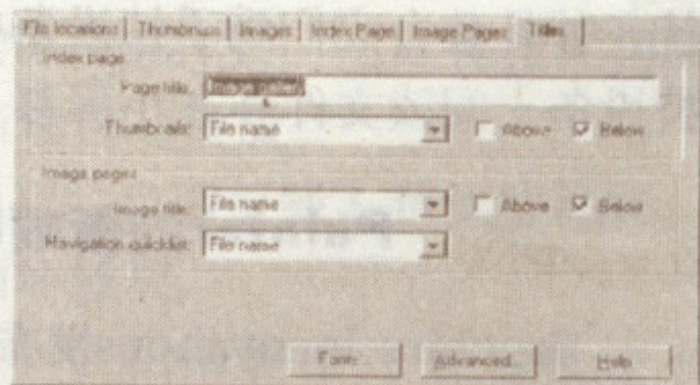 File locations Thumbnails Images Index Page Image Pages Titles
Index page
Page title: Image gallery
Thumbnails: File name Above Below
Image pages
Image title: File name Above Below
Navigation quicklist: File name
Fonts... Advanced... Help